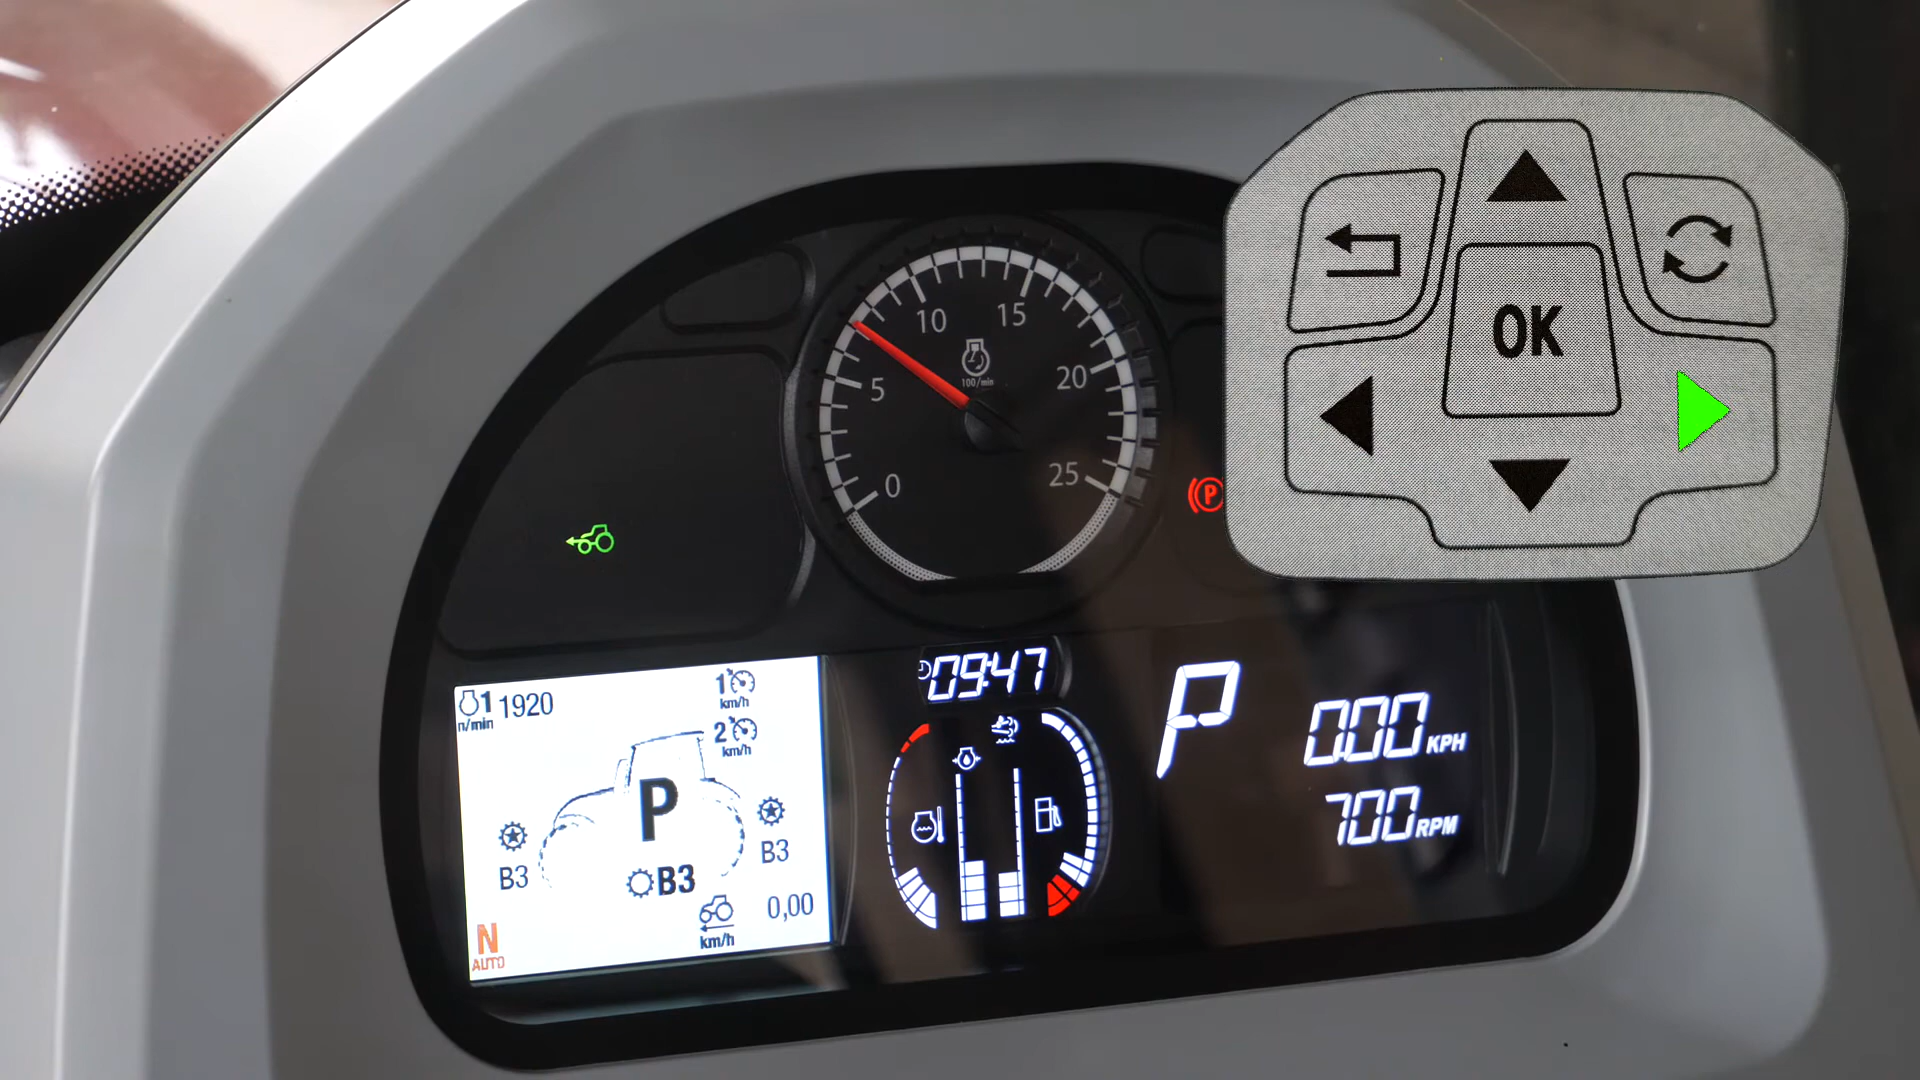 10
15
5
20
0
25
100/min
P
OK
1 1920
n/min
1
km/h
2
km/h
P
B3
B3
B3
0,00
km/h
N
AUTO
09:47
P
0.00 KPH
700 RPM